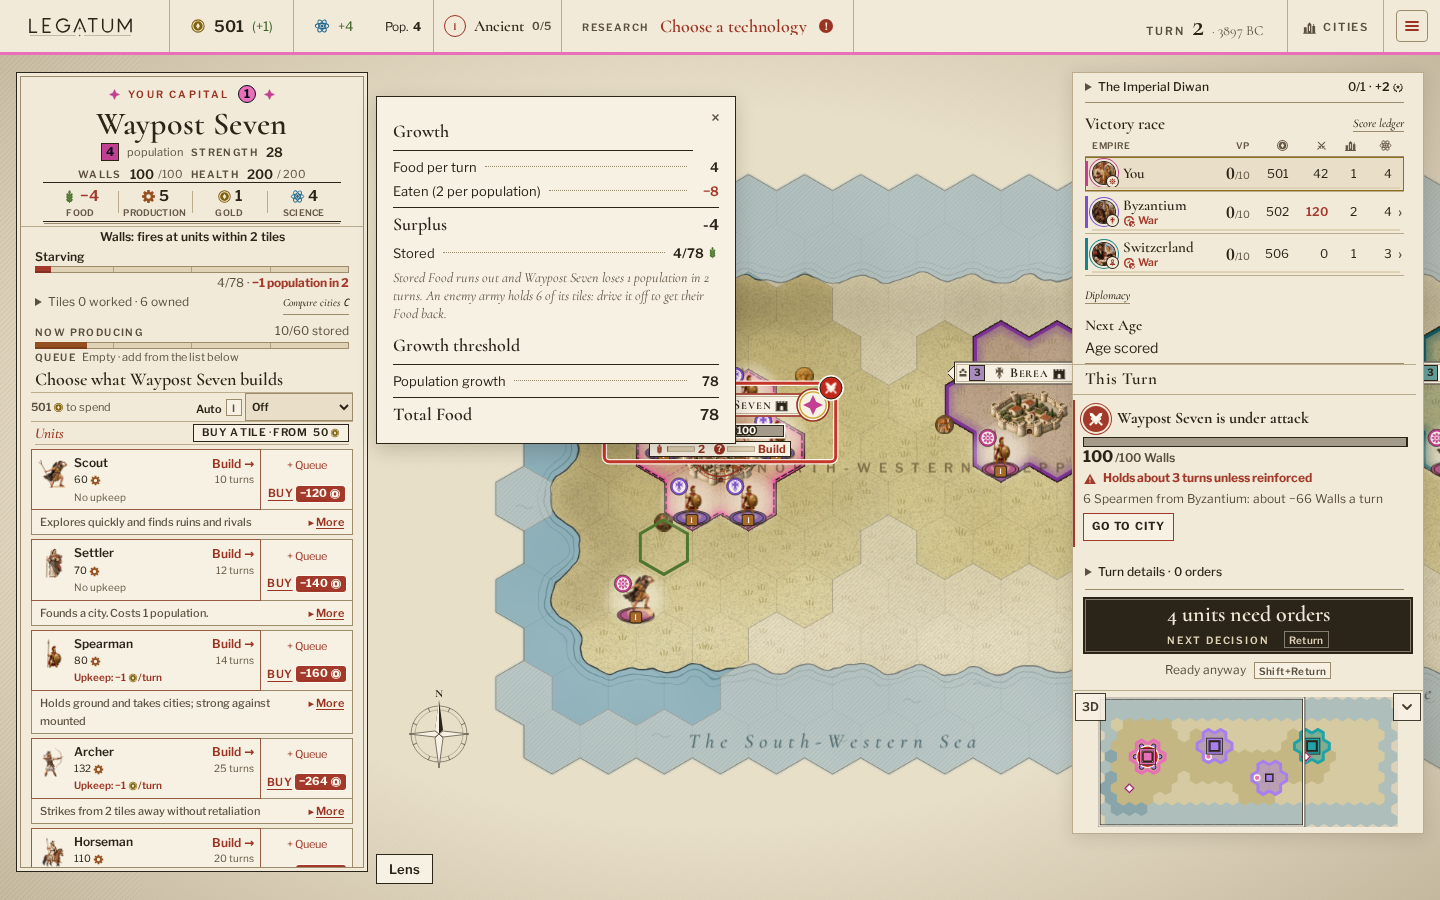 LEGATUM
501 (+1)
+4
Pop. 4
I Ancient 0/5
RESEARCH Choose a technology !
TURN 2 · 3897 BC
CITIES
YOUR CAPITAL 1
Waypost Seven
4 population STRENGTH 28
WALLS 100 /100 HEALTH 200 / 200
−4 5 1 4
FOOD PRODUCTION GOLD SCIENCE
Walls: fires at units within 2 tiles
Starving
4/78 · −1 population in 2
Tiles 0 worked · 6 owned Compare cities C
NOW PRODUCING 10/60 stored
QUEUE Empty · add from the list below
Choose what Waypost Seven builds
501 to spend Auto I Off
Units BUY A TILE · FROM 50
Scout Build → + Queue
60 10 turns
No upkeep BUY −120
Explores quickly and finds ruins and rivals ▸ More
Settler Build → + Queue
70 12 turns
No upkeep BUY −140
Founds a city. Costs 1 population. ▸ More
Spearman Build → + Queue
80 14 turns
Upkeep: −1 /turn BUY −160
Holds ground and takes cities; strong against mounted ▸ More
Archer Build → + Queue
132 25 turns
Upkeep: −1 /turn BUY −264
Strikes from 2 tiles away without retaliation ▸ More
Horseman Build → + Queue
110 20 turns
×
Growth
Food per turn 4
Eaten (2 per population) −8
Surplus -4
Stored 4/78
Stored Food runs out and Waypost Seven loses 1 population in 2
turns. An enemy army holds 6 of its tiles: drive it off to get their
Food back.
Growth threshold
Population growth 78
Total Food 78
SEVEN
100
2 ? Build
3 BEREA
3
NORTH-WESTERN
I I
I
I
N
The South-Western Sea
Lens
The Imperial Diwan 0/1 · +2
Victory race Score ledger
EMPIRE VP
You 0/10 501 42 1 4
Byzantium 0/10 502 120 2 4 ›
War
Switzerland 0/10 506 0 1 3 ›
War
Diplomacy
Next Age
Age scored
This Turn
Waypost Seven is under attack
100 /100 Walls
Holds about 3 turns unless reinforced
6 Spearmen from Byzantium: about −66 Walls a turn
GO TO CITY
Turn details · 0 orders
4 units need orders
NEXT DECISION Return
Ready anyway Shift+Return
3D